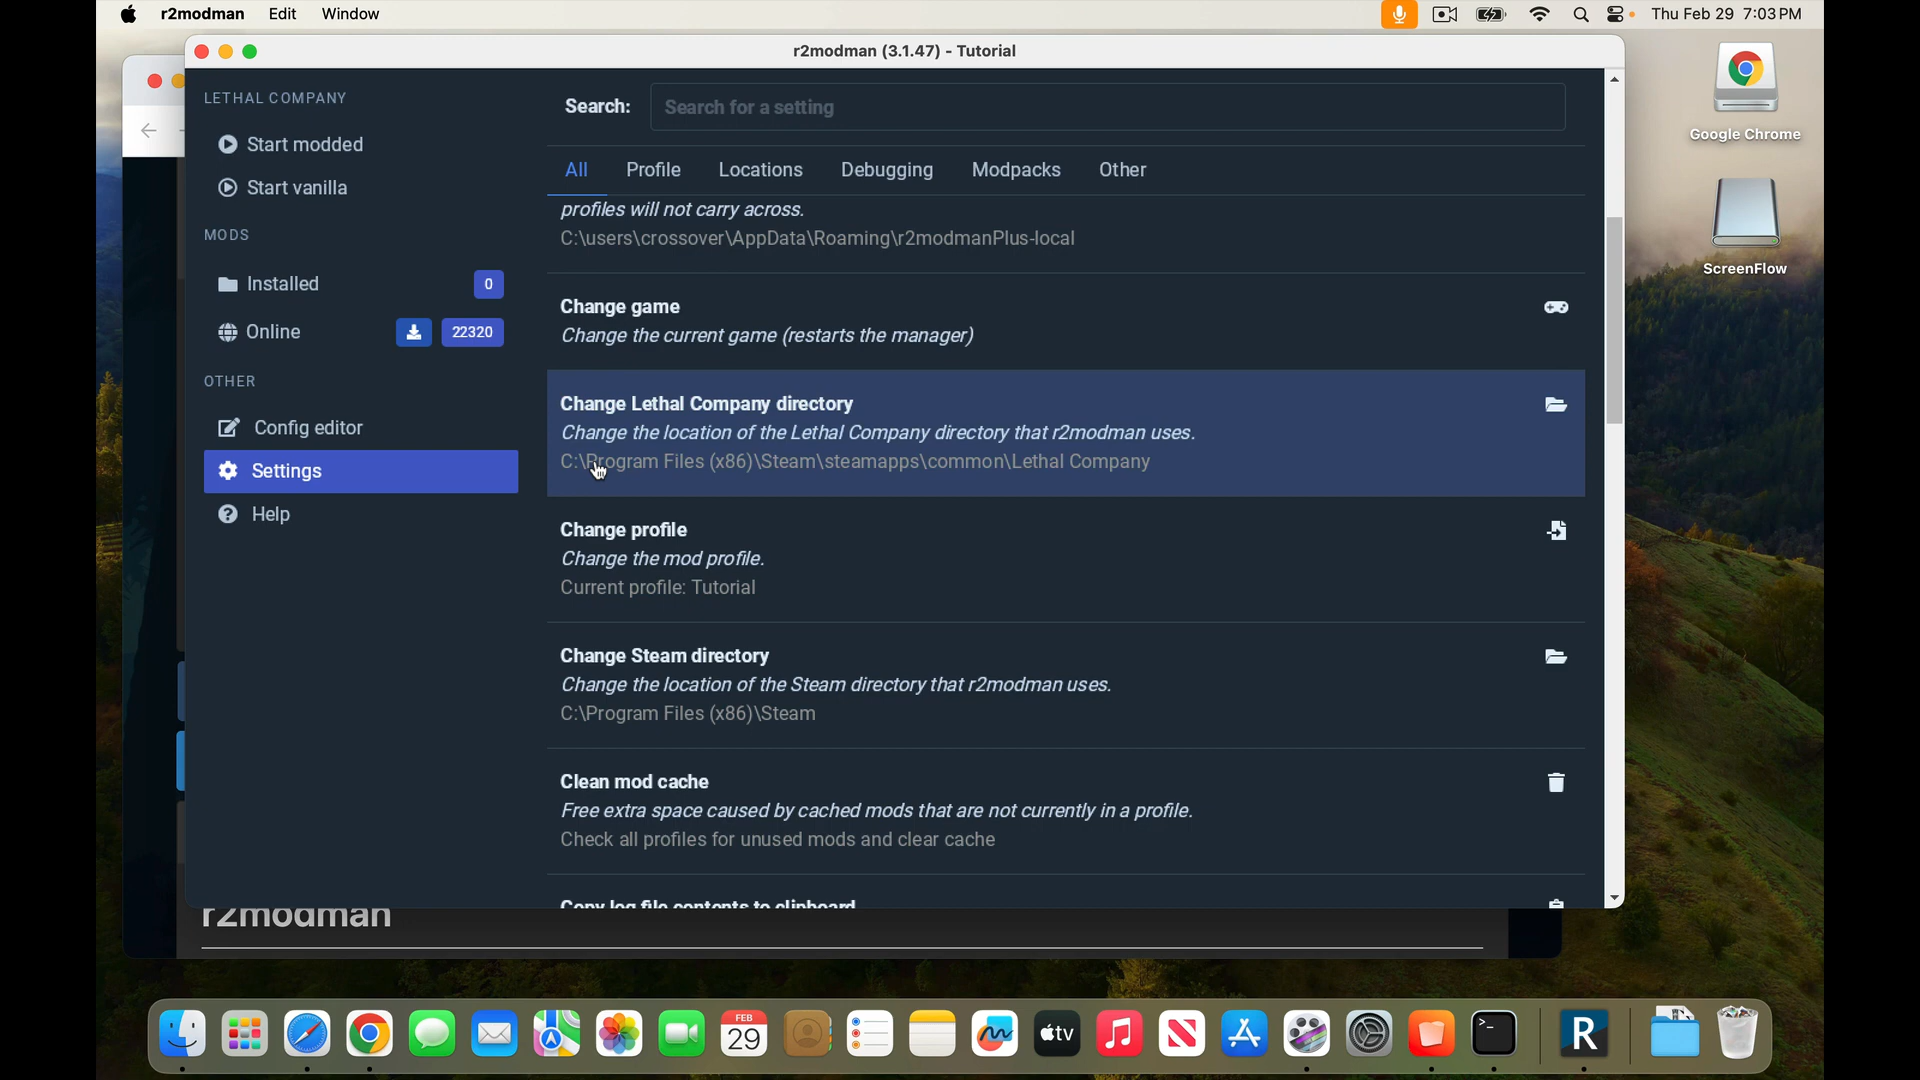 r2modman Edit Window
Thu Feb 29 7:03 PM
r2modman (3.1.47) - Tutorial
LETHAL COMPANY
Start modded
Start vanilla
MODS
Installed 0
Online 22320
OTHER
Config editor
Settings
Help
Search: Search for a setting
All Profile Locations Debugging Modpacks Other
profiles will not carry across.
C:\users\crossover\AppData\Roaming\r2modmanPlus-local
Change game
Change the current game (restarts the manager)
Change Lethal Company directory
Change the location of the Lethal Company directory that r2modman uses.
C:\Program Files (x86)\Steam\steamapps\common\Lethal Company
Change profile
Change the mod profile.
Current profile: Tutorial
Change Steam directory
Change the location of the Steam directory that r2modman uses.
C:\Program Files (x86)\Steam
Clean mod cache
Free extra space caused by cached mods that are not currently in a profile.
Check all profiles for unused mods and clear cache
Copy log file contents to clipboard
r2modman
Google Chrome
ScreenFlow
FEB
29
tv
>_
R